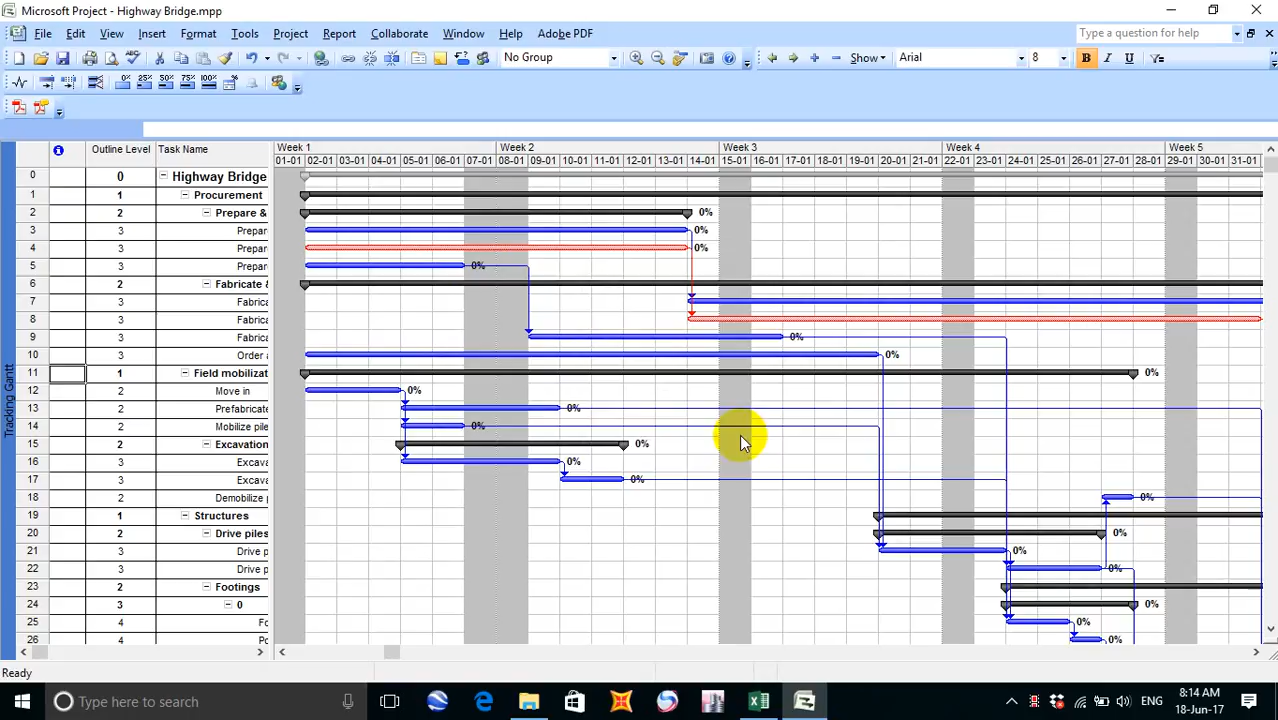 Microsoft Project - Highway Bridge.mpp
File Edit View Insert Format Tools Project Report Collaborate Window Help Adobe PDF
Type a question for help
No Group
Show
Arial
8
B I U
0% 25% 50% 75% 100%
Outline Level Task Name
Week 1 Week 2 Week 3 Week 4 Week 5
01-01 02-01 03-01 04-01 05-01 06-01 07-01 08-01 09-01 10-01 11-01 12-01 13-01 14-01 15-01 16-01 17-01 18-01 19-01 20-01 21-01 22-01 23-01 24-01 25-01 26-01 27-01 28-01 29-01 30-01 31-01
0 0 Highway Bridge
1 1 Procurement
2 2 Prepare & 0%
3 3 Prepar 0%
4 3 Prepar 0%
5 3 Prepar 0%
6 2 Fabricate &
7 3 Fabrica
8 3 Fabrica
9 3 Fabrica 0%
10 3 Order a 0%
11 1 Field mobilizat 0%
12 2 Move in 0%
13 2 Prefabricate 0%
14 2 Mobilize pile 0%
15 2 Excavation 0%
16 3 Excava 0%
17 3 Excava 0%
18 2 Demobilize p 0%
19 1 Structures
20 2 Drive piles 0%
21 3 Drive p 0%
22 3 Drive p 0%
23 2 Footings
24 3 0 0%
25 4 Fo 0%
26 4 Po 0%
Tracking Gantt
Ready
Type here to search
ENG
8:14 AM
18-Jun-17